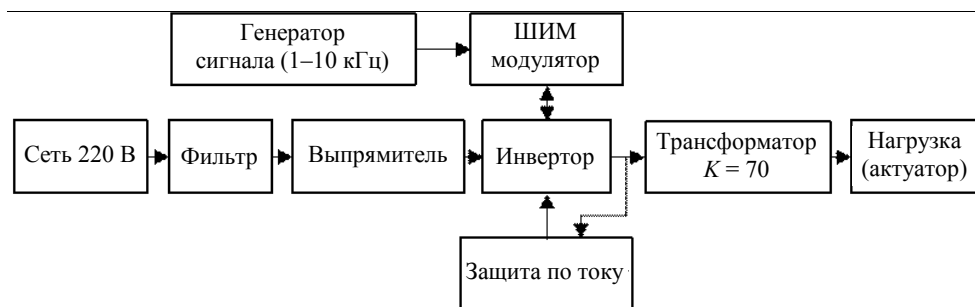 Генератор
сигнала (1–10 кГц)
ШИМ
модулятор
Сеть 220 В
Фильтр
Выпрямитель
Инвертор
Трансформатор
K = 70
Нагрузка
(актуатор)
Защита по току